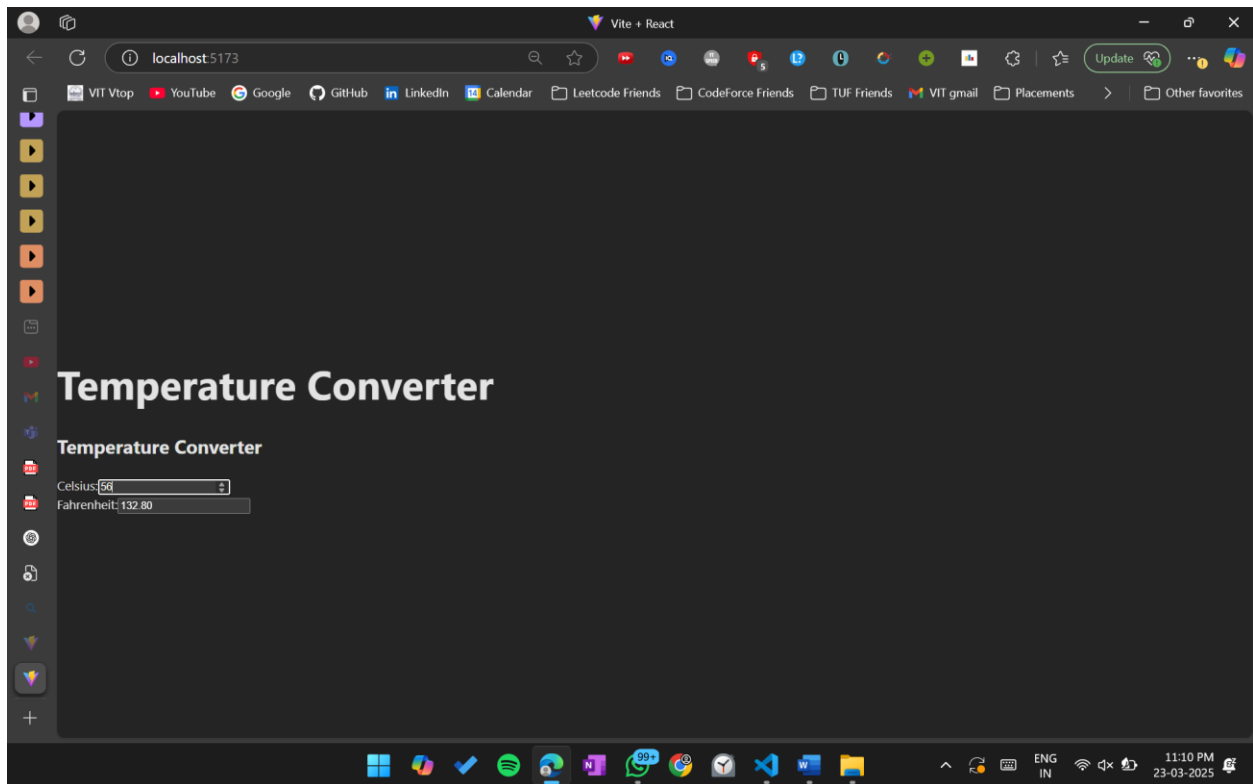 Vite + React
localhost:5173
5
Update
VIT Vtop YouTube Google GitHub LinkedIn Calendar Leetcode Friends CodeForce Friends TUF Friends VIT gmail Placements Other favorites
Temperature Converter
Temperature Converter
Celsius: 56
Fahrenheit: 132.80
99+
ENG
IN
11:10 PM
23-03-2025